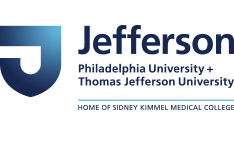 Jefferson
Philadelphia University +
Thomas Jefferson University
HOME OF SIDNEY KIMMEL MEDICAL COLLEGE